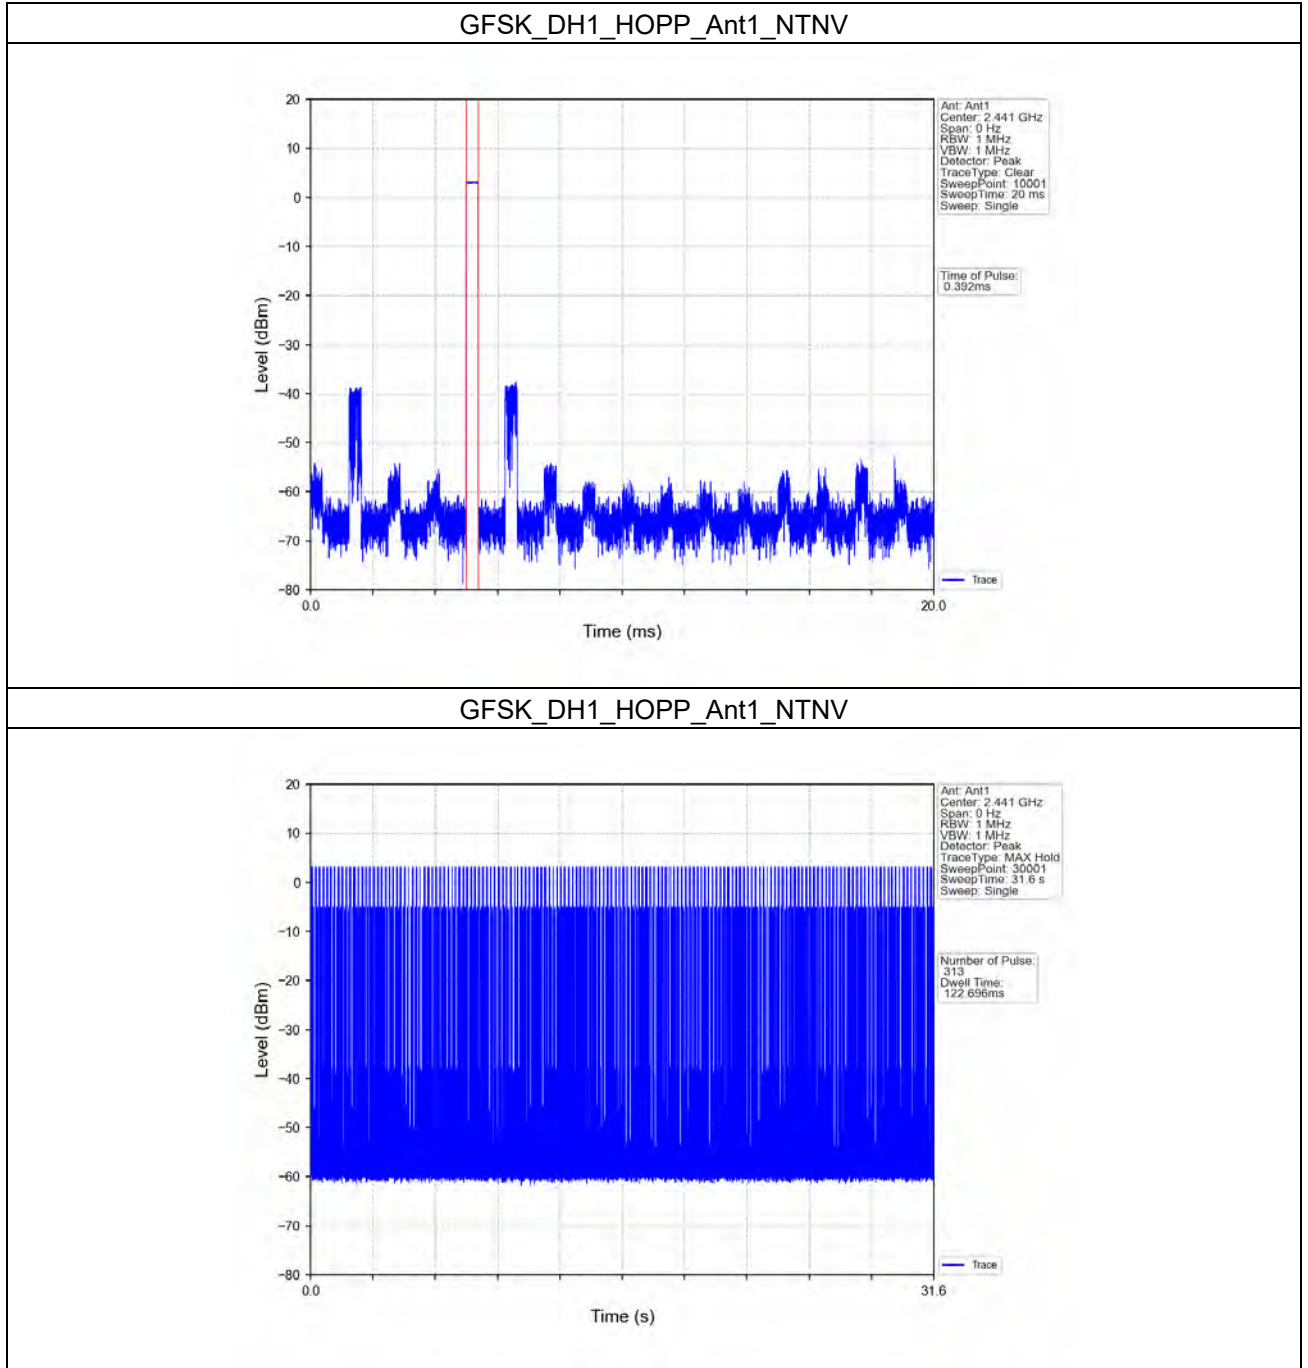 GFSK_DH1_HOPP_Ant1_NTNV
20
10
0
−10
−20
−30
−40
−50
−60
−70
−80
Level (dBm)
0.0
20.0
Time (ms)
Ant: Ant1
Center: 2.441 GHz
Span: 0 Hz
RBW: 1 MHz
VBW: 1 MHz
Detector: Peak
TraceType: Clear
SweepPoint: 10001
SweepTime: 20 ms
Sweep: Single
Time of Pulse:
0.392ms
Trace
GFSK_DH1_HOPP_Ant1_NTNV
20
10
0
−10
−20
−30
−40
−50
−60
−70
−80
Level (dBm)
0.0
31.6
Time (s)
Ant: Ant1
Center: 2.441 GHz
Span: 0 Hz
RBW: 1 MHz
VBW: 1 MHz
Detector: Peak
TraceType: MAX Hold
SweepPoint: 30001
SweepTime: 31.6 s
Sweep: Single
Number of Pulse:
313
Dwell Time:
122.696ms
Trace